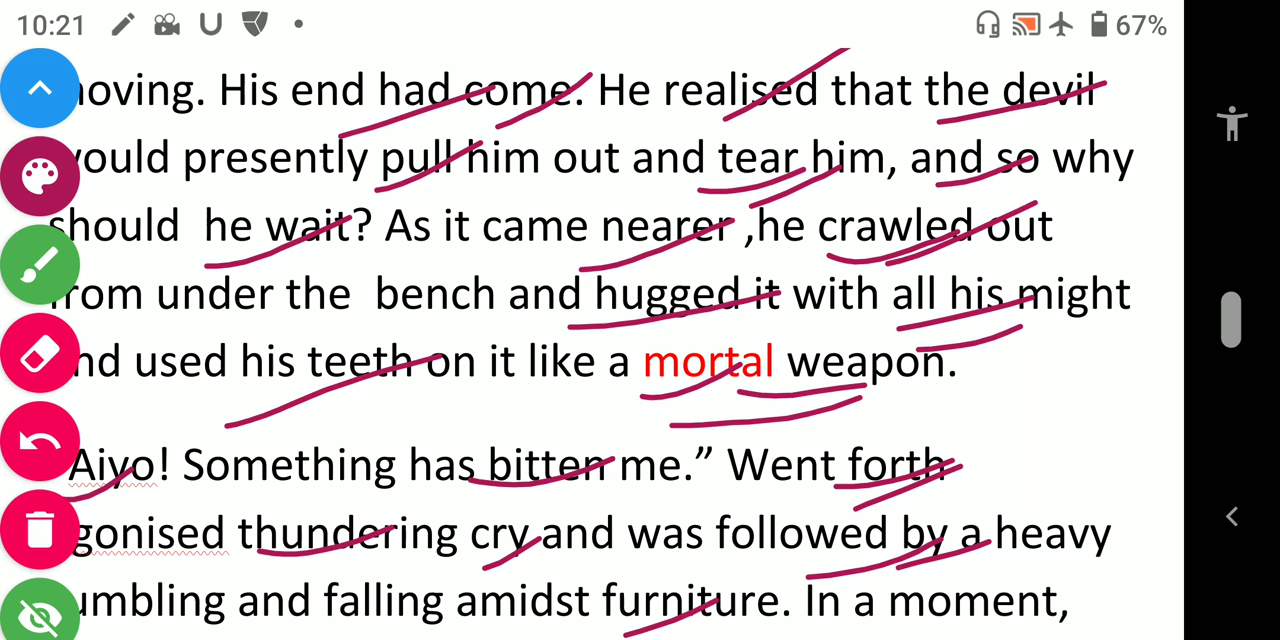 10:21 U 67%
moving. His end had come. He realised that the devil
would presently pull him out and tear him, and so why
should he wait? As it came nearer ,he crawled out
from under the bench and hugged it with all his might
and used his teeth on it like a mortal weapon.
Aiyo! Something has bitten me.” Went forth
agonised thundering cry and was followed by a heavy
tumbling and falling amidst furniture. In a moment,